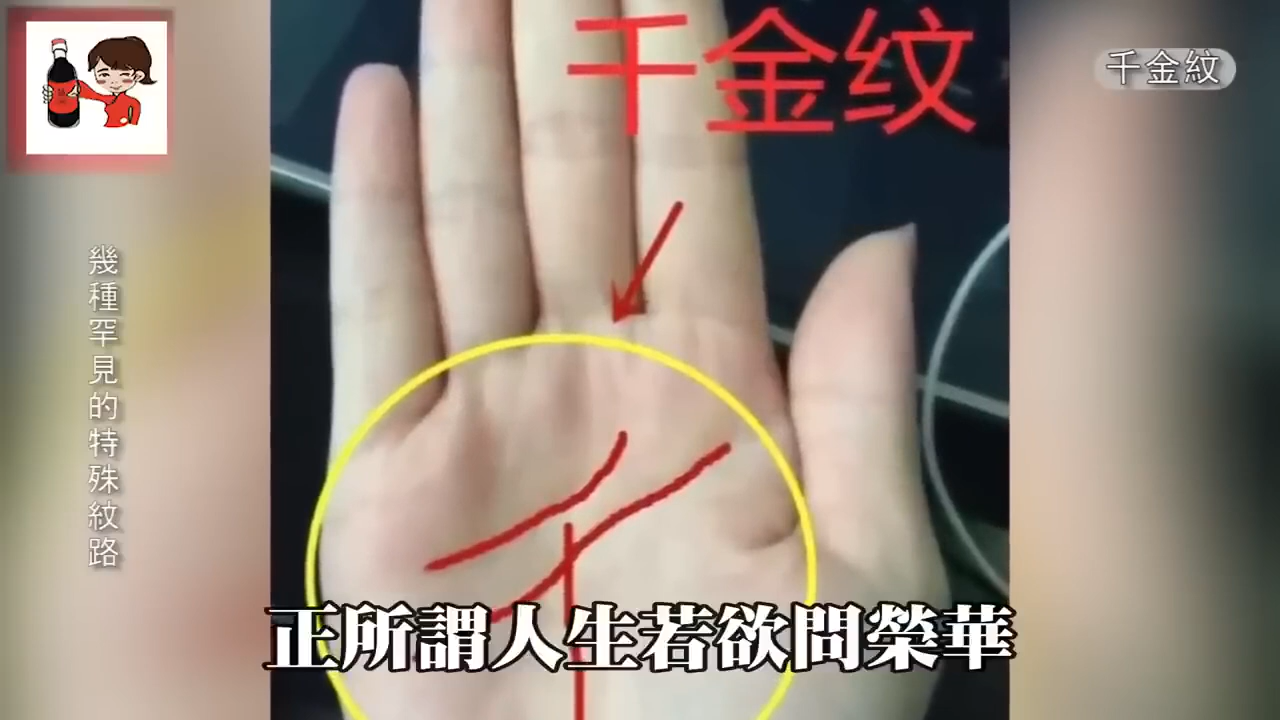 千金纹
千金紋
幾種罕見的特殊紋路
正所謂人生若欲問榮華